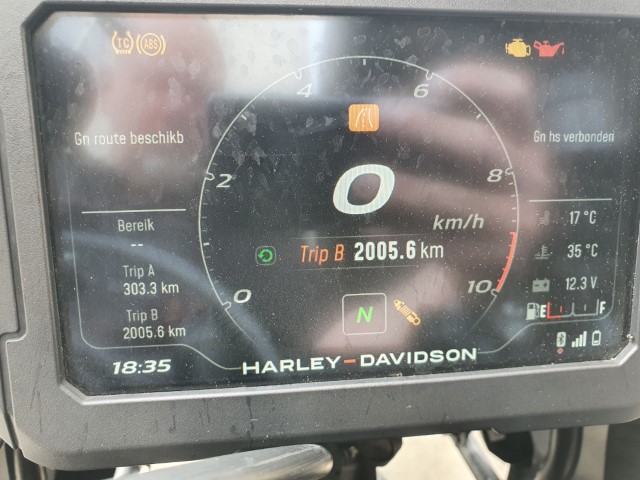 TC ABS
4 6
Gn route beschikb
Gn hs verbonden
2 8
0
km/h
Bereik
--
Trip A
303.3 km
Trip B
2005.6 km
Trip B 2005.6 km
17 °C
35 °C
12.3 V
0 10
N
E F
18:35
HARLEY-DAVIDSON